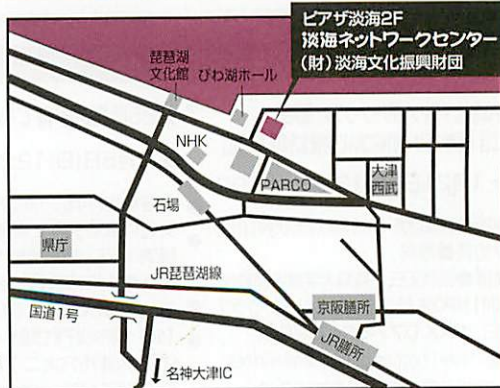 ピアザ淡海2F
淡海ネットワークセンター
(財)淡海文化振興財団
琵琶湖
文化館
びわ湖ホール
NHK
PARCO
大津
西武
石場
県庁
JR琵琶湖線
京阪膳所
国道1号
JR膳所
名神大津IC